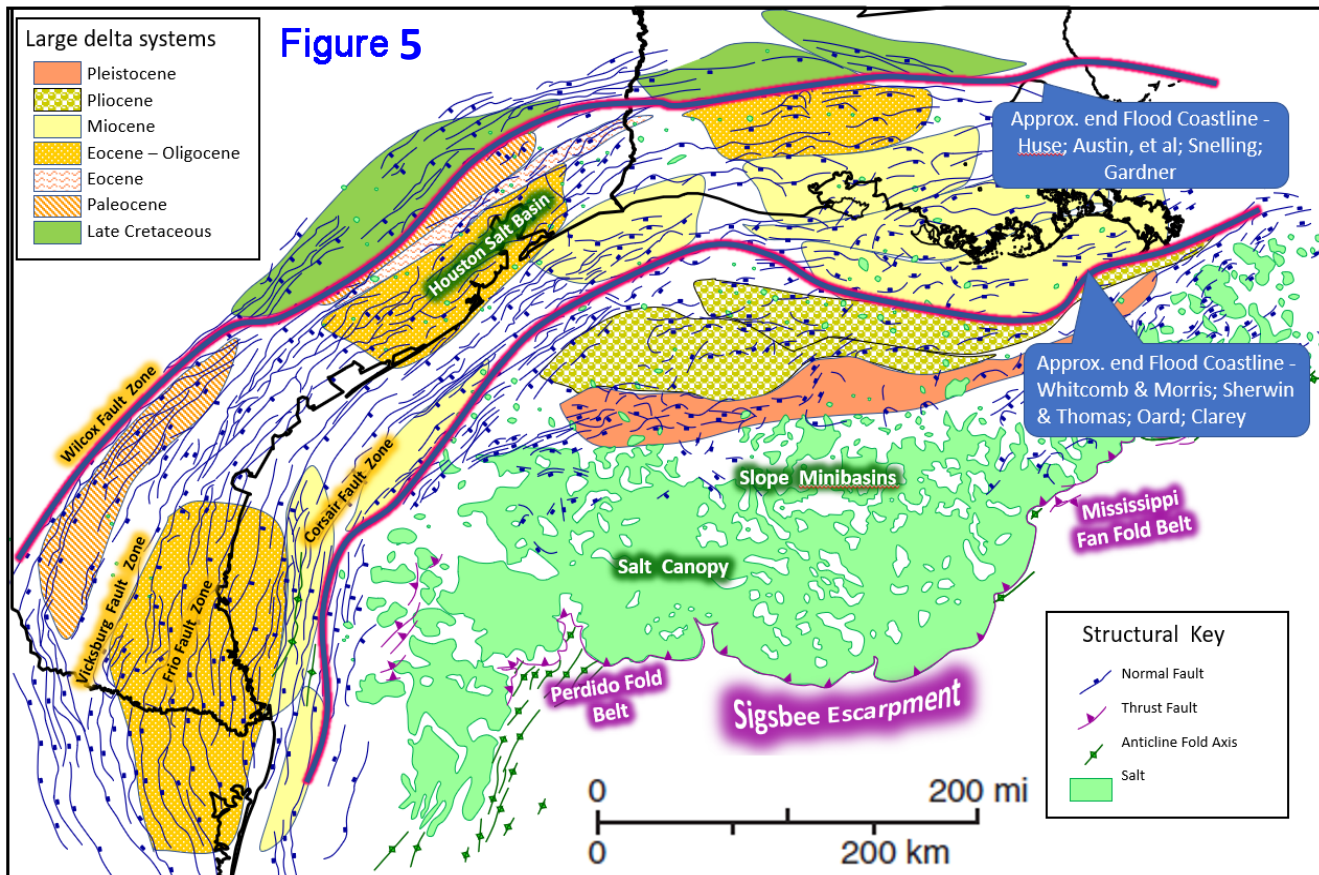 Figure 5
Large delta systems
Pleistocene
Pliocene
Miocene
Eocene – Oligocene
Eocene
Paleocene
Late Cretaceous
Approx. end Flood Coastline -
Huse; Austin, et al; Snelling;
Gardner
Houston Salt Basin
Approx. end Flood Coastline -
Whitcomb & Morris; Sherwin
& Thomas; Oard; Clarey
Wilcox Fault Zone
Corsair Fault Zone
Vicksburg Fault Zone
Frio Fault Zone
Slope Minibasins
Salt Canopy
Mississippi
Fan Fold Belt
Perdido Fold
Belt
Sigsbee Escarpment
Structural Key
Normal Fault
Thrust Fault
Anticline Fold Axis
Salt
0 200 mi
0 200 km